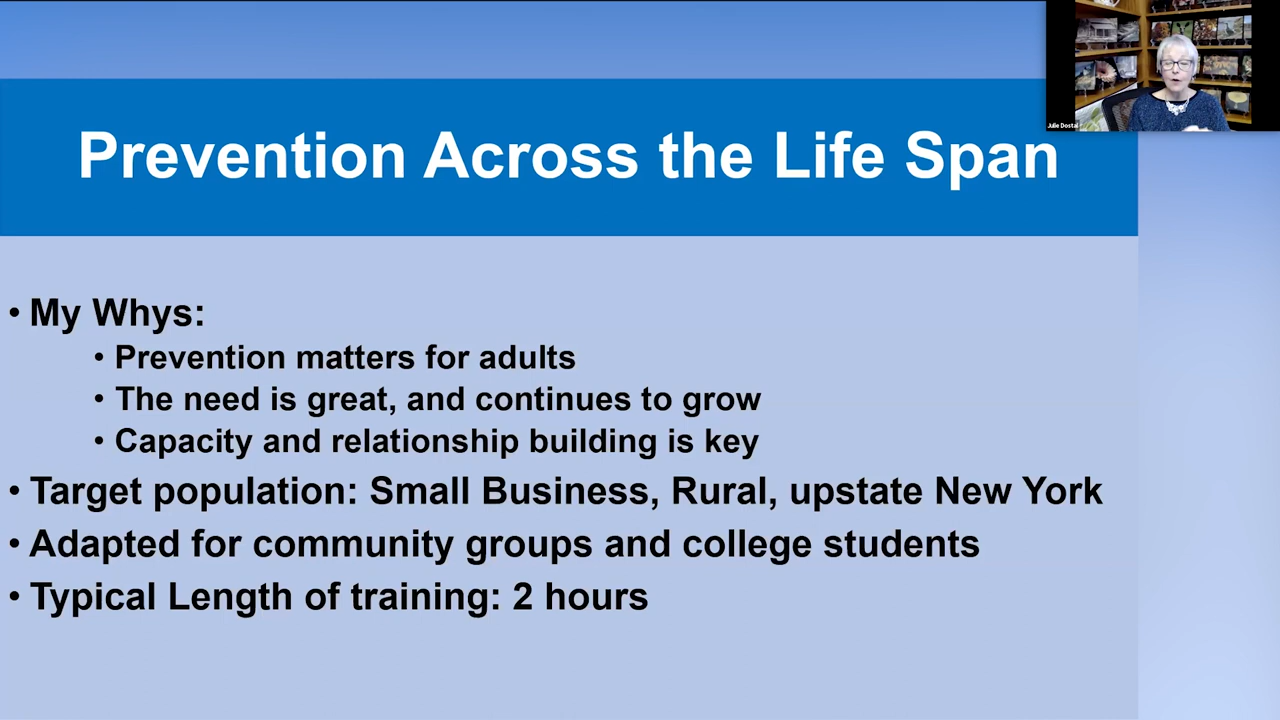 Prevention Across the Life Span
Julie Dostal
• My Whys:
• Prevention matters for adults
• The need is great, and continues to grow
• Capacity and relationship building is key
• Target population: Small Business, Rural, upstate New York
• Adapted for community groups and college students
• Typical Length of training: 2 hours